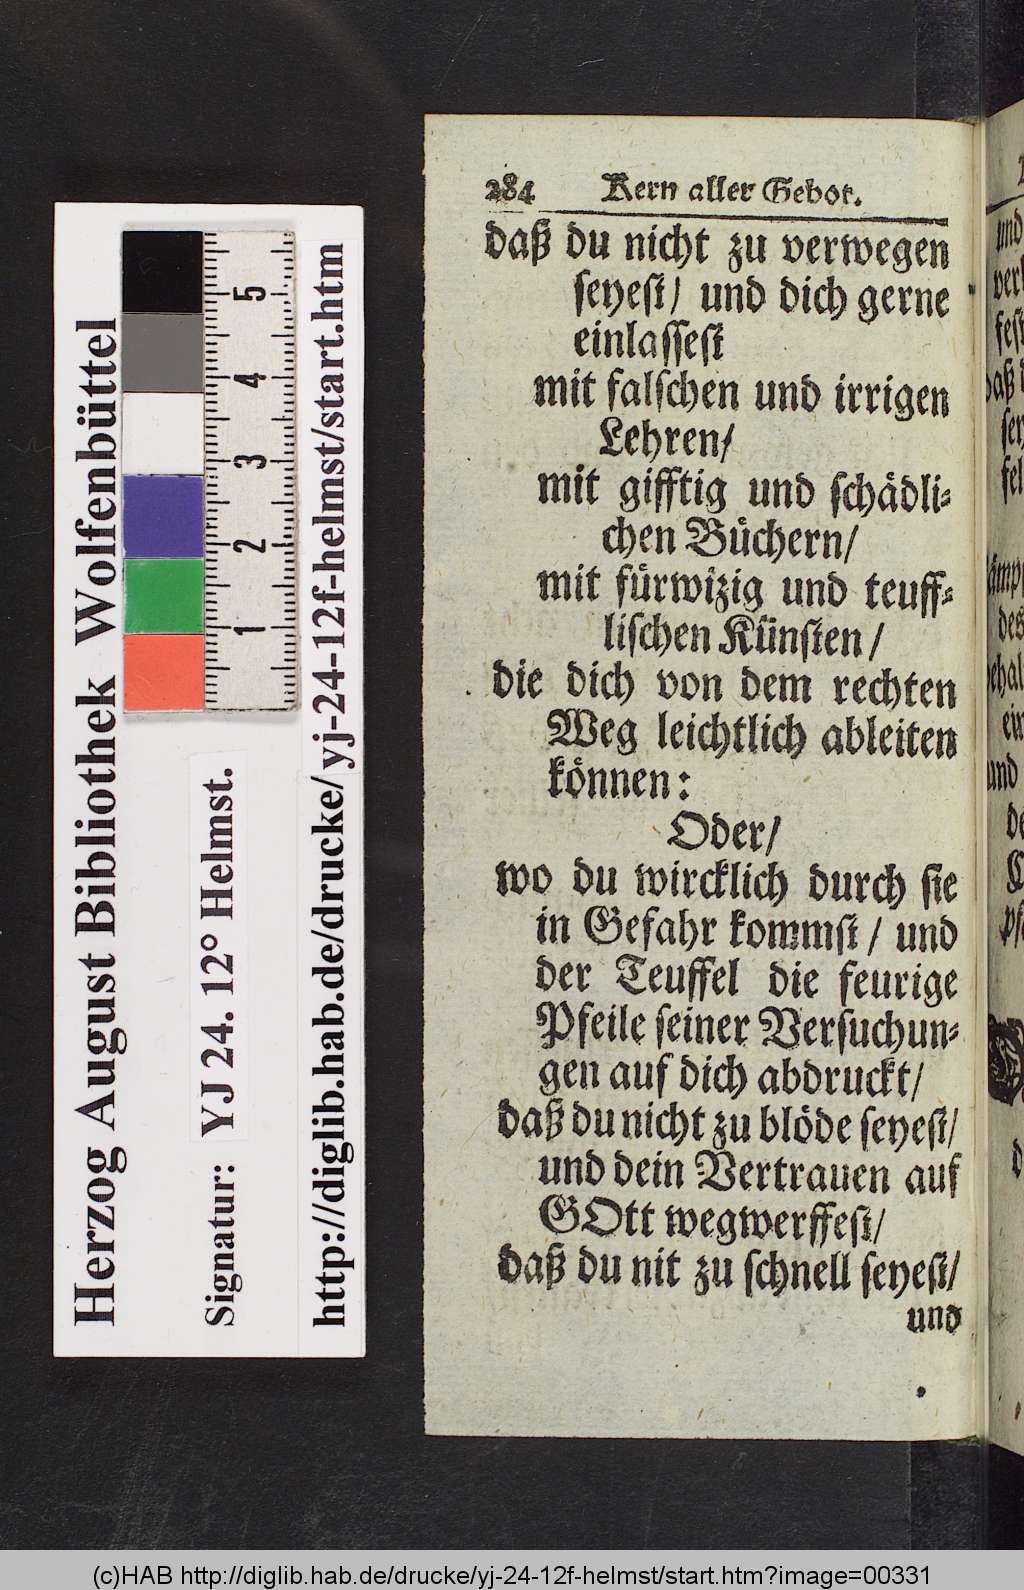 Herzog August Bibliothek Wolfenbüttel
Signatur: YJ 24. 12° Helmst.
http://diglib.hab.de/drucke/yj-24-12f-helmst/start.htm
5
4
3
2
1
284 Kern aller Gebot.
daß du nicht zu verwegen
seyest/ und dich gerne
einlassest
mit falschen und irrigen
Lehren/
mit gifftig und schädli⸗
chen Büchern/
mit fürwizig und teuff⸗
lischen Künsten/
die dich von dem rechten
Weg leichtlich ableiten
können:
Oder/
wo du wircklich durch sie
in Gefahr kommst/ und
der Teuffel die feurige
Pfeile seiner Versuchun⸗
gen auf dich abdruckt/
daß du nicht zu blöde seyest/
und dein Vertrauen auf
GOtt wegwerffest/
daß du nit zu schnell seyest/
und
(c)HAB http://diglib.hab.de/drucke/yj-24-12f-helmst/start.htm?image=00331